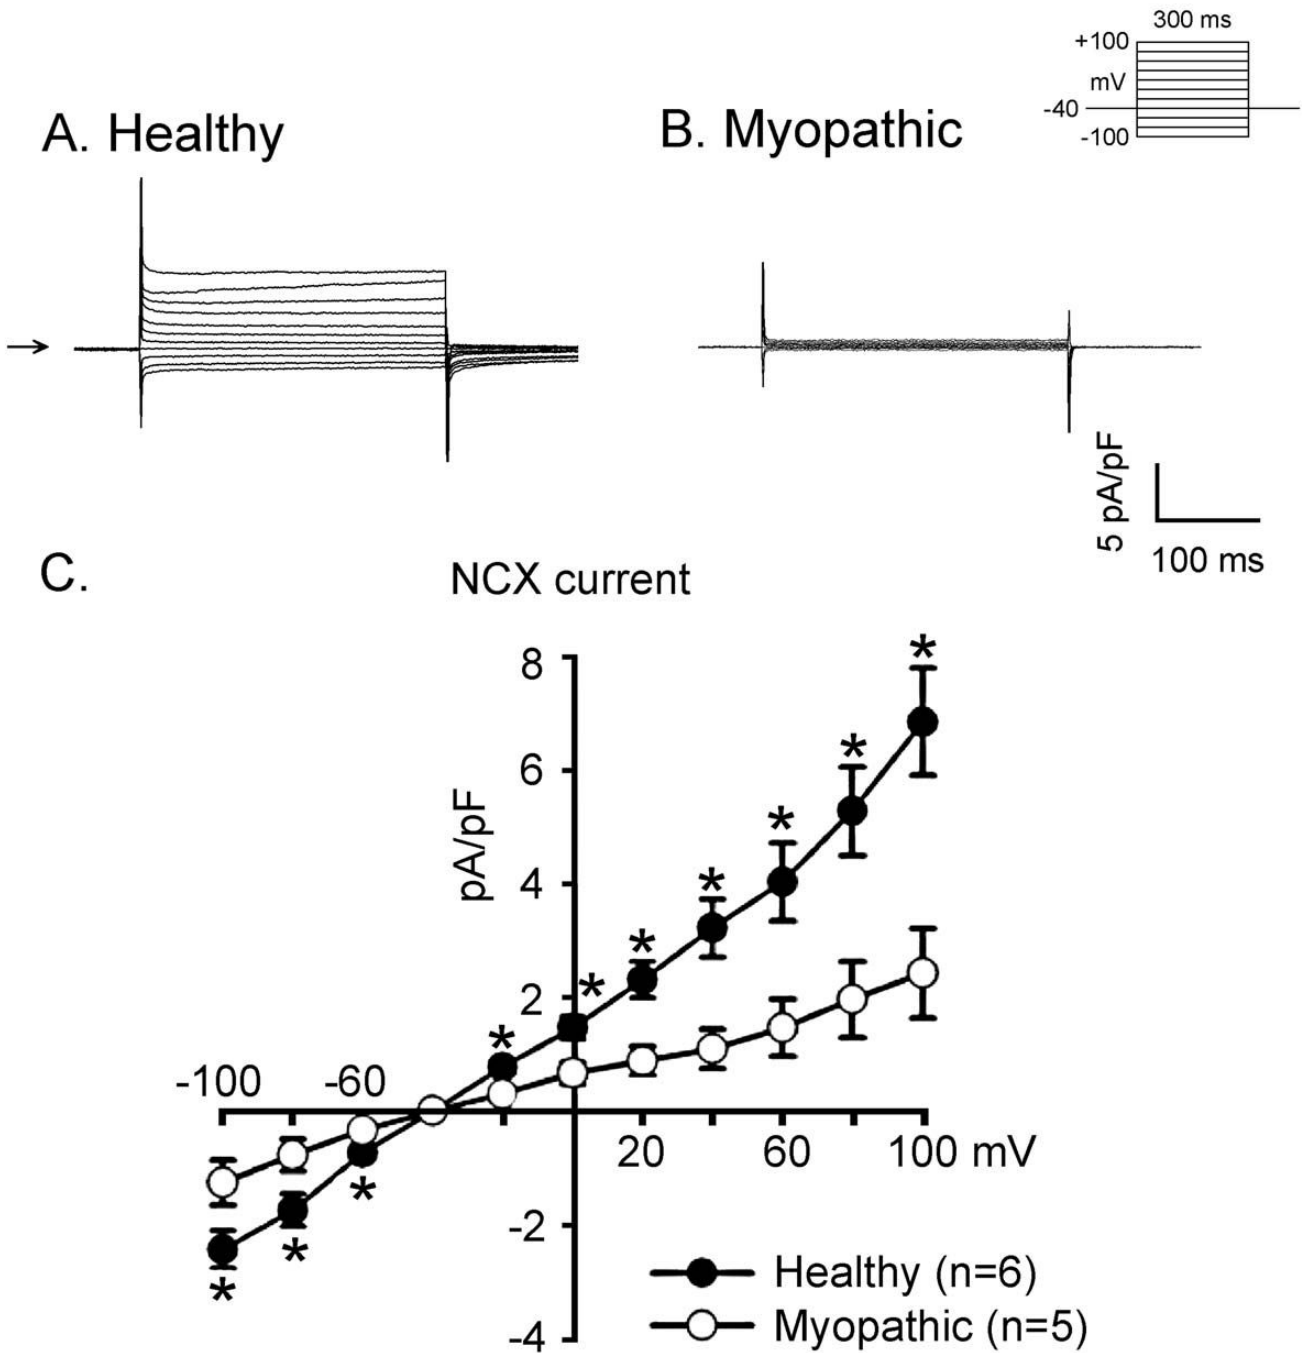 300 ms
+100
mV
-40
-100
A. Healthy
B. Myopathic
5 pA/pF
100 ms
C.
NCX current
8
6
4
2
-2
-4
pA/pF
-100 -60
20 60 100 mV
* * * * * * *
* * *
Healthy (n=6)
Myopathic (n=5)